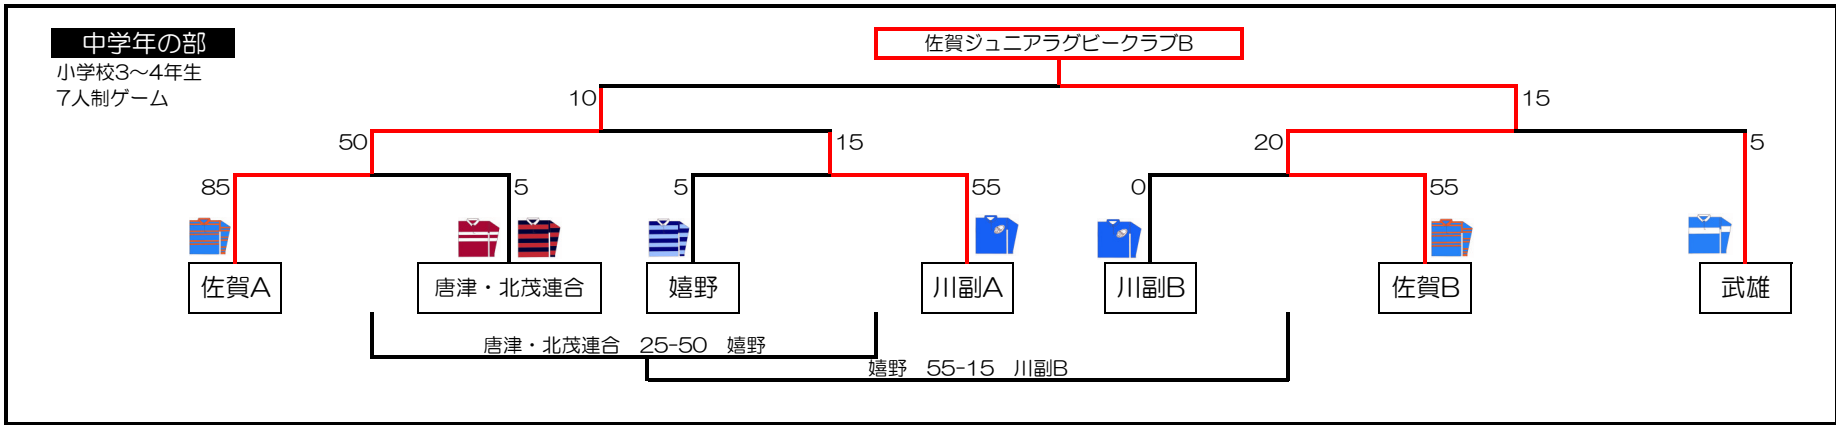 中学年の部
佐賀ジュニアラグビークラブB
小学校3~4年生
7人制ゲーム
10
15
50
15
20
5
85
5
5
55
0
55
佐賀A
唐津・北茂連合
嬉野
川副A
川副B
佐賀B
武雄
唐津・北茂連合 25-50 嬉野
嬉野 55-15 川副B